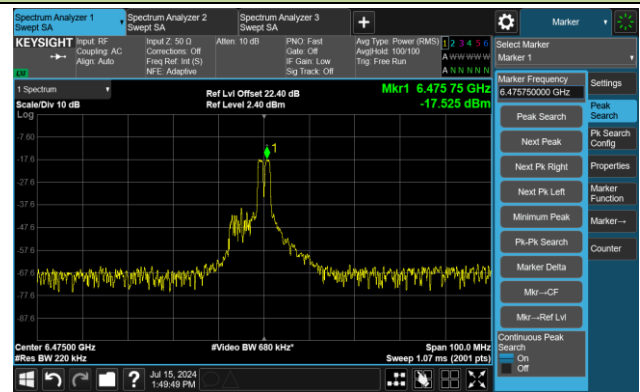 Spectrum Analyzer 1
Swept SA
Spectrum Analyzer 2
Swept SA
Spectrum Analyzer 3
Swept SA
+
Marker
KEYSIGHT
Input: RF
Coupling: AC
Align: Auto
Input Z: 50 Ω
Corrections: Off
Freq Ref: Int (S)
NFE: Adaptive
Atten: 10 dB
PNO: Fast
Gate: Off
IF Gain: Low
Sig Track: Off
Avg Type: Power (RMS)
Avg|Hold: 100/100
Trig: Free Run
1 2 3 4 5 6
A W W W W W
A N N N N N
LXI
Select Marker
Marker 1
1 Spectrum
Scale/Div 10 dB
Log
Ref Lvl Offset 22.40 dB
Ref Level 2.40 dBm
Mkr1 6.475 75 GHz
-17.525 dBm
1
-7.60
-17.6
-27.6
-37.6
-47.6
-57.6
-67.6
-77.6
-87.6
Center 6.47500 GHz
#Res BW 220 kHz
#Video BW 680 kHz*
Span 100.0 MHz
Sweep 1.07 ms (2001 pts)
Marker Frequency
6.475750000 GHz
Peak Search
Next Peak
Next Pk Right
Next Pk Left
Minimum Peak
Pk-Pk Search
Marker Delta
Mkr→CF
Mkr→Ref Lvl
Continuous Peak
Search
On
Off
Settings
Peak
Search
Pk Search
Config
Properties
Marker
Function
Marker→
Counter
?
Jul 15, 2024
1:49:49 PM